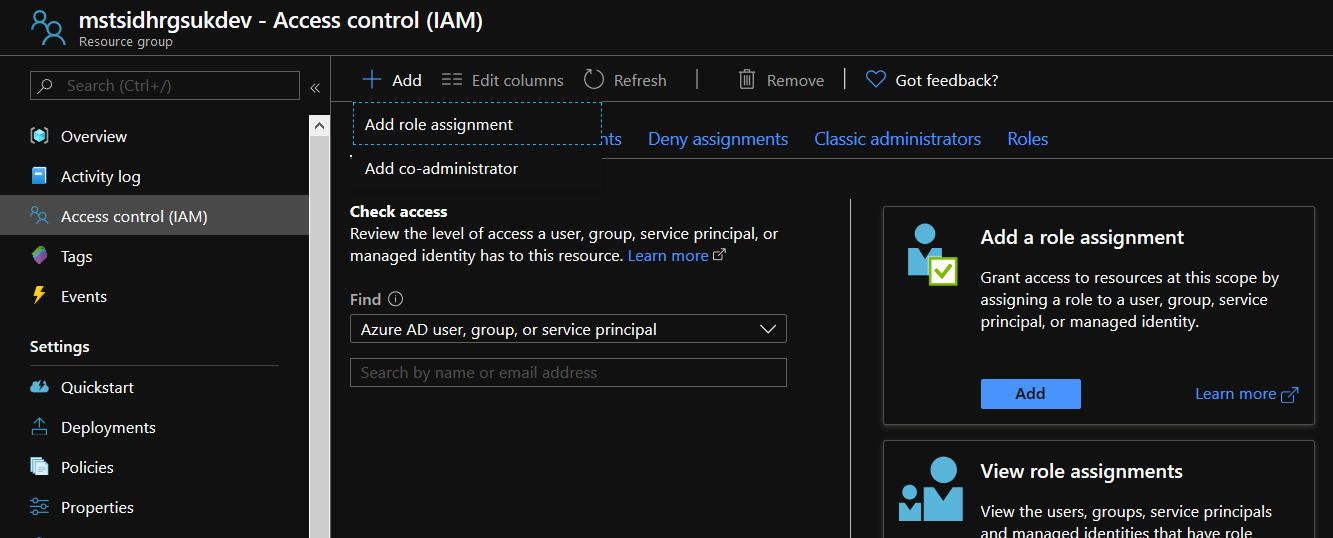 mstsidhrgsukdev - Access control (IAM)
Resource group
Search (Ctrl+/)
«
Overview
Activity log
Access control (IAM)
Tags
Events
Settings
Quickstart
Deployments
Policies
Properties
Add
Edit columns
Refresh
Remove
Got feedback?
Add role assignment
Add co-administrator
Deny assignments
Classic administrators
Roles
Check access
Review the level of access a user, group, service principal, or
managed identity has to this resource. Learn more
Find
Azure AD user, group, or service principal
Search by name or email address
Add a role assignment
Grant access to resources at this scope by
assigning a role to a user, group, service
principal, or managed identity.
Add
Learn more
View role assignments
View the users, groups, service principals
and managed identities that have role